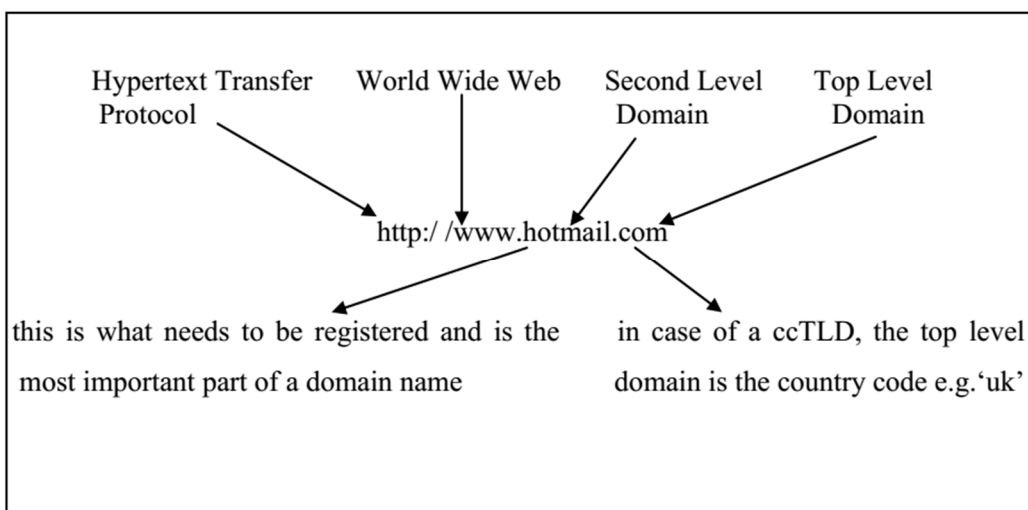 Hypertext Transfer
Protocol
World Wide Web
Second Level
Domain
Top Level
Domain
http:/ /www.hotmail.com
this is what needs to be registered and is the
most important part of a domain name
in case of a ccTLD, the top level
domain is the country code e.g.‘uk’